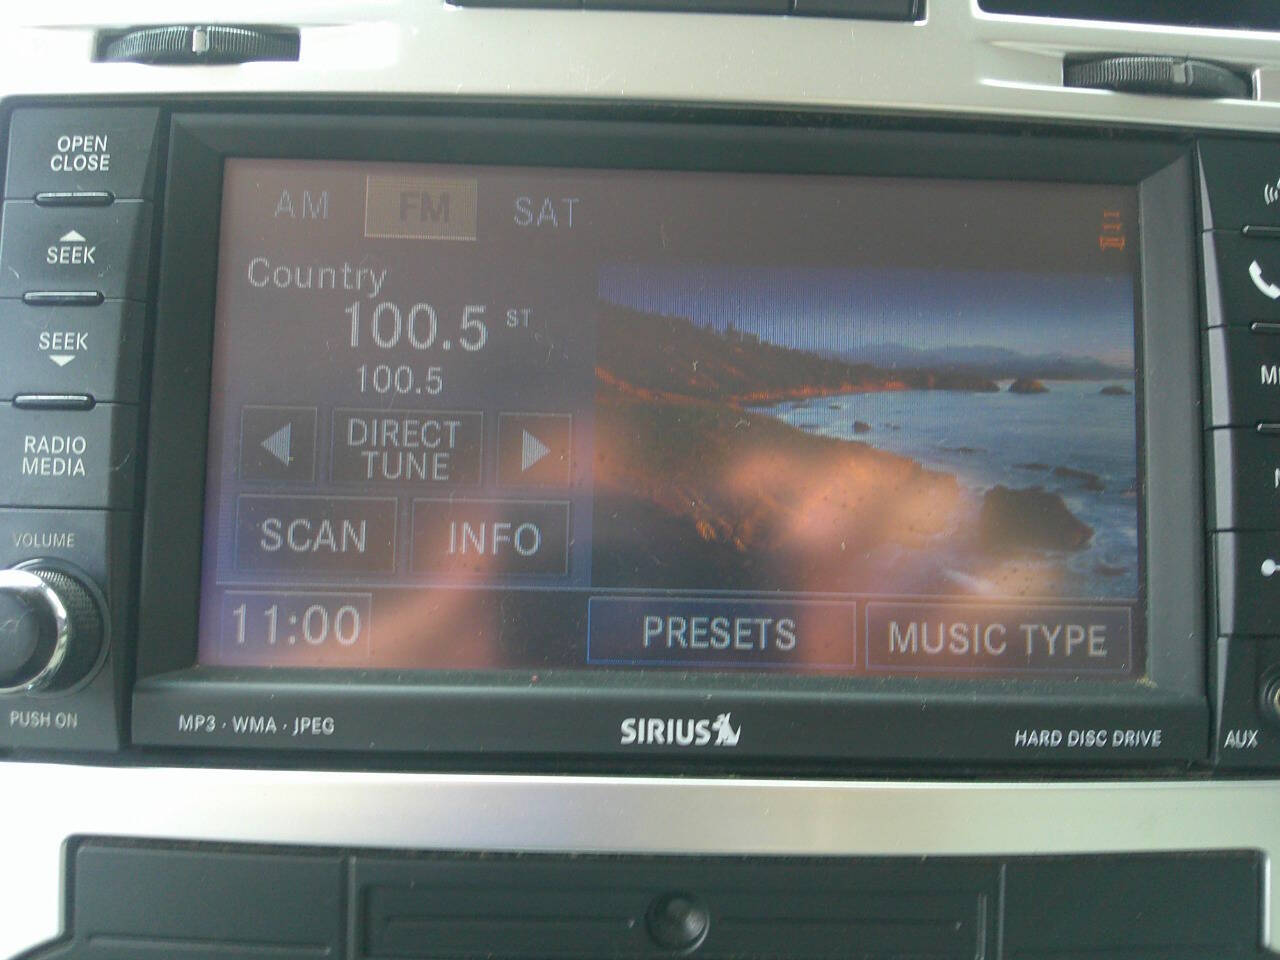 OPEN
CLOSE
SEEK
SEEK
RADIO
MEDIA
VOLUME
PUSH ON
AM FM SAT
Country
100.5 ST
100.5
DIRECT
TUNE
SCAN INFO
11:00 PRESETS MUSIC TYPE
MP3 · WMA · JPEG SIRIUS HARD DISC DRIVE
AUX